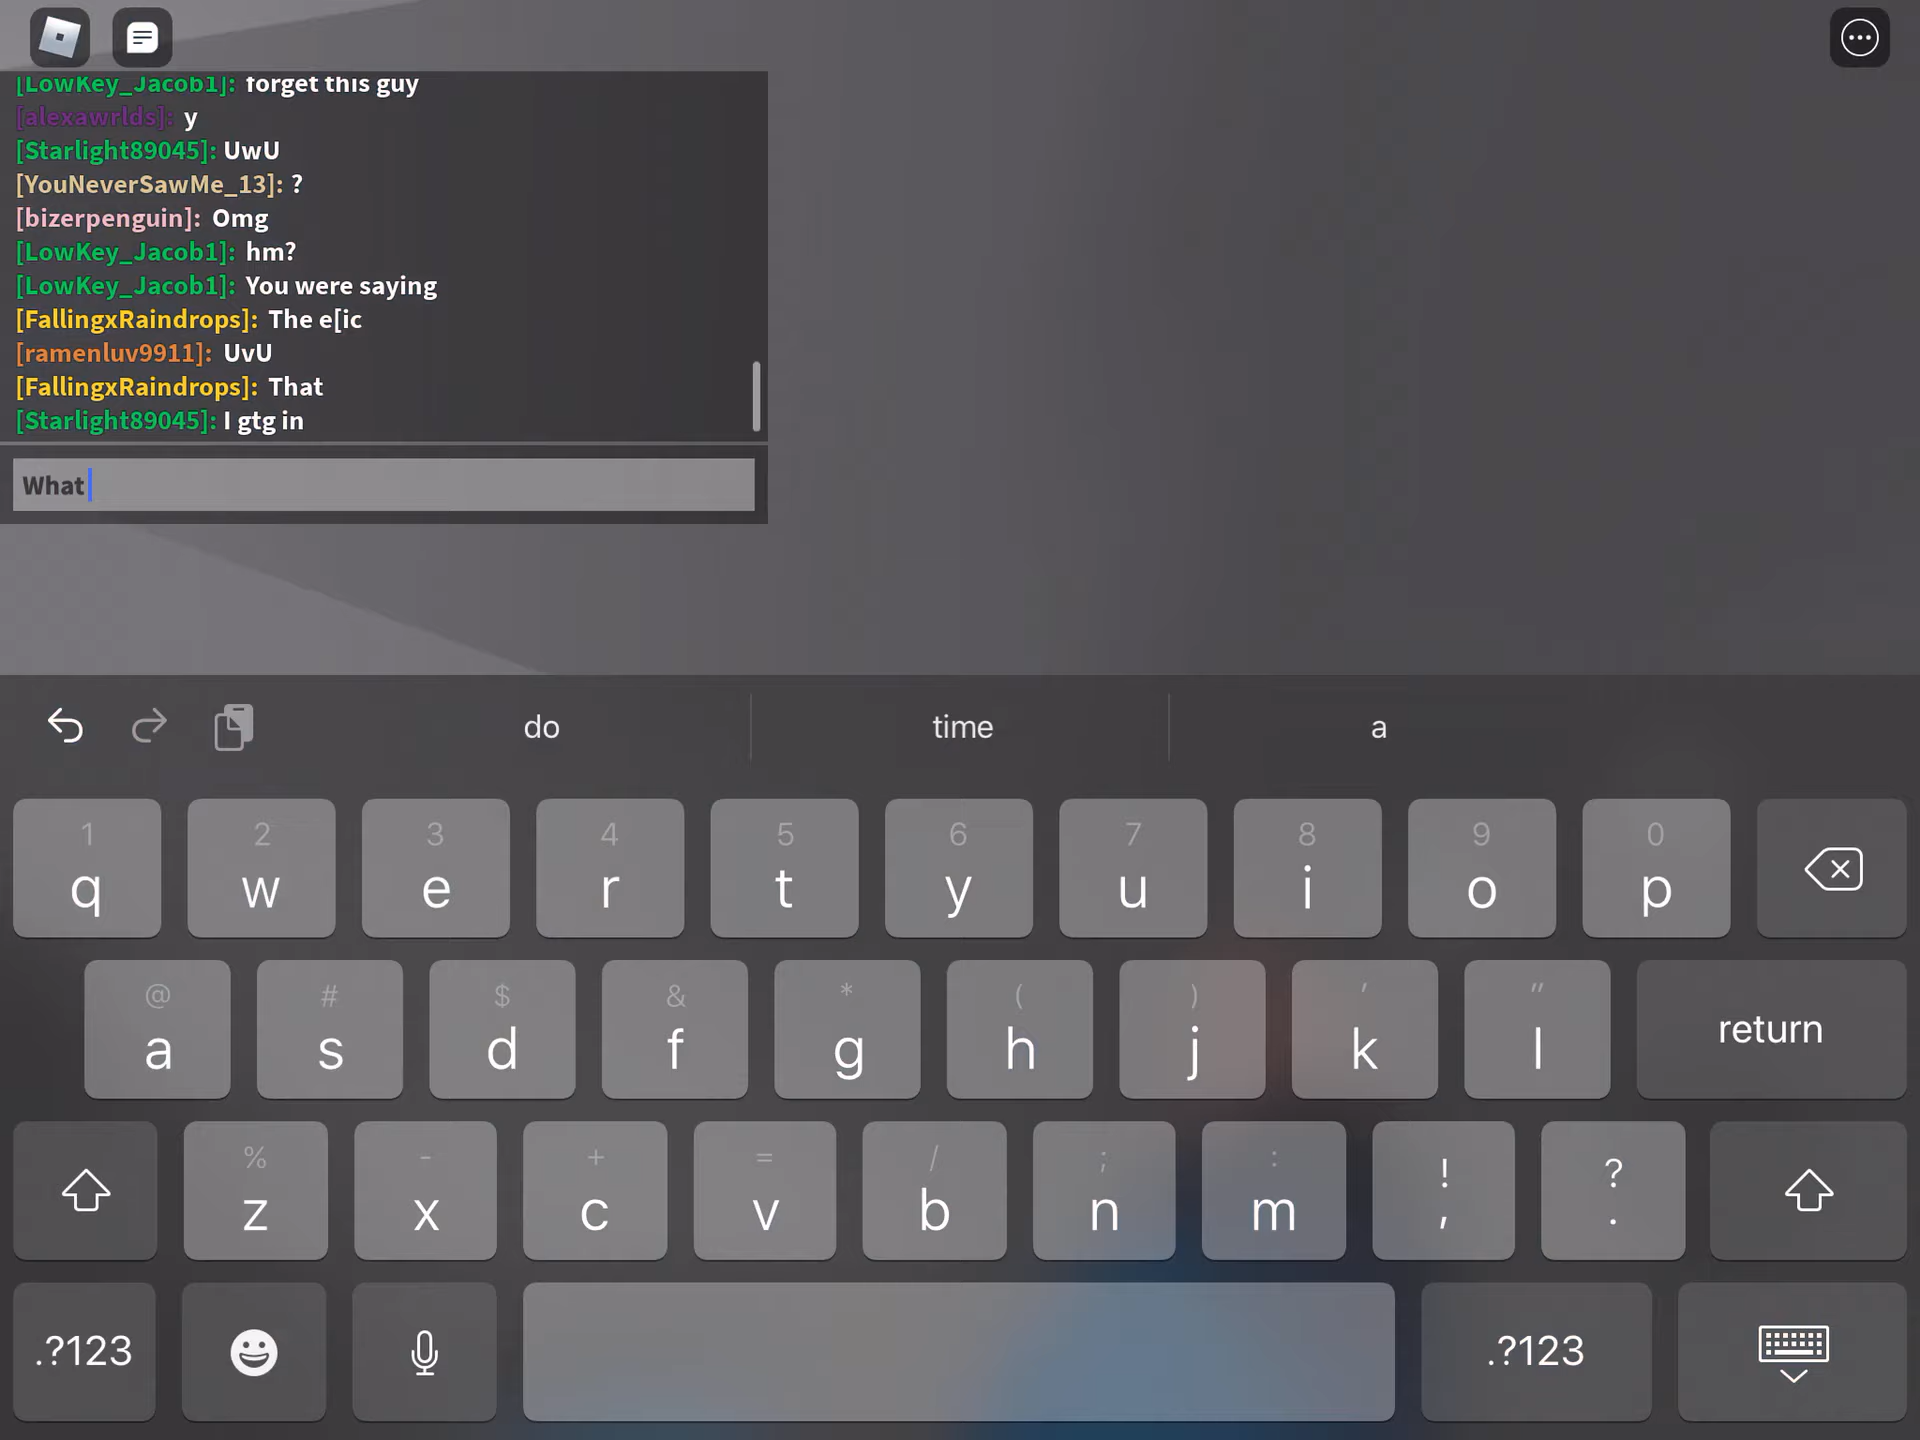 [LowKey_Jacob1]: forget this guy
[alexawrlds]: y
[Starlight89045]: UwU
[YouNeverSawMe_13]: ?
[bizerpenguin]: Omg
[LowKey_Jacob1]: hm?
[LowKey_Jacob1]: You were saying
[FallingxRaindrops]: The e[ic
[ramenluv9911]: UvU
[FallingxRaindrops]: That
[Starlight89045]: I gtg in
What
do time a
1 2 3 4 5 6 7 8 9 0
q w e r t y u i o p
@ # $ & * ( ) ' "
a s d f g h j k l return
% - + = / ; : ! ?
z x c v b n m , .
.?123 .?123